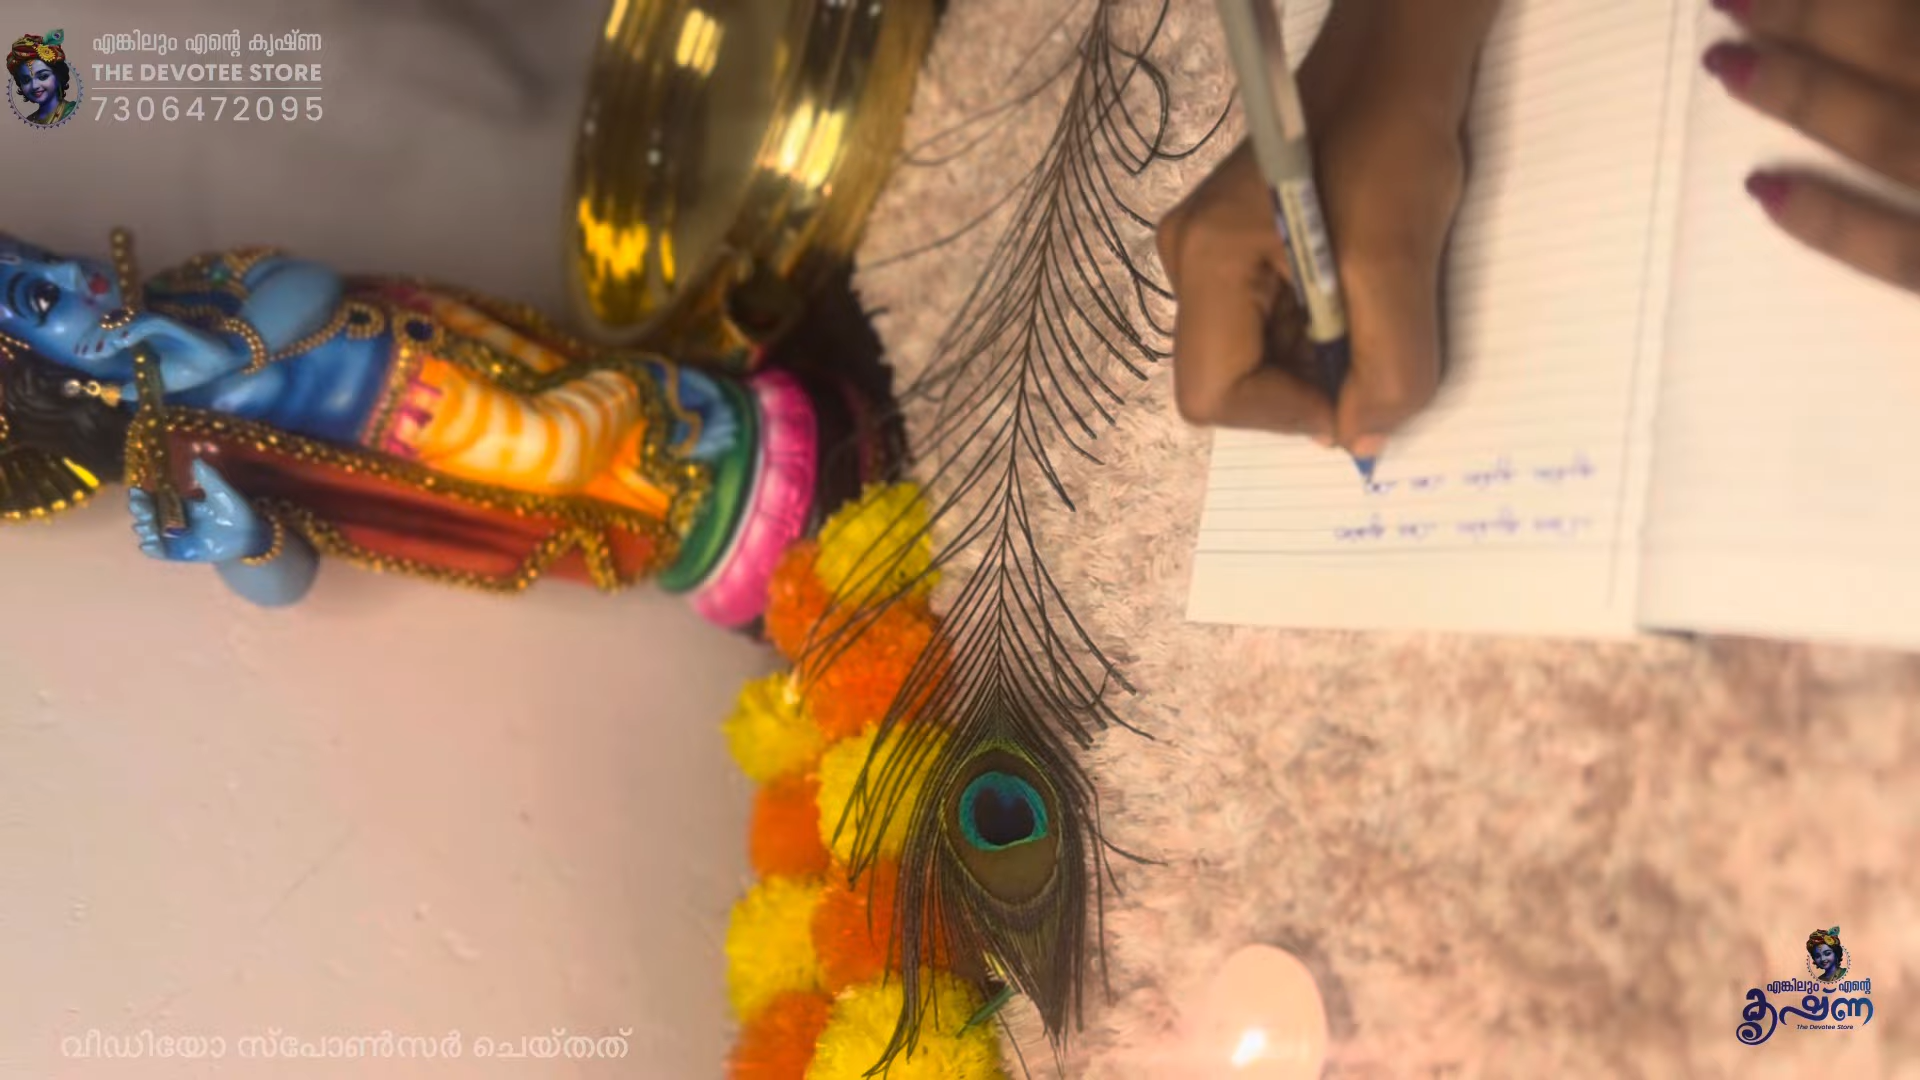 എങ്കിലും എന്റെ കൃഷ്ണ
THE DEVOTEE STORE
7306472095
വീഡിയോ സ്പോൺസർ ചെയ്തത്
എങ്കിലും എന്റെ
കൃഷ്ണ
The Devotee Store